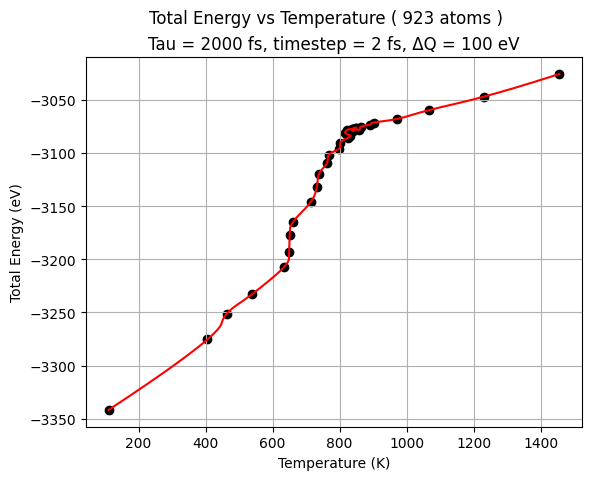 Total Energy vs Temperature ( 923 atoms )
Tau = 2000 fs, timestep = 2 fs, ΔQ = 100 eV
Total Energy (eV)
−3050
−3100
−3150
−3200
−3250
−3300
−3350
200 400 600 800 1000 1200 1400
Temperature (K)